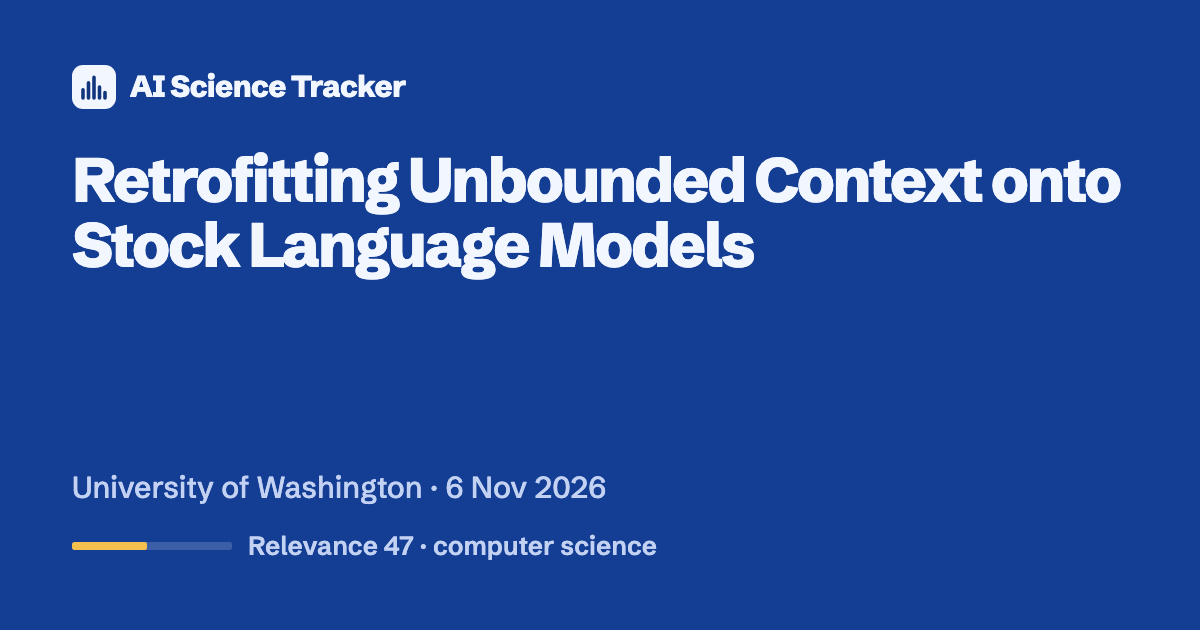 AI Science Tracker
Retrofitting Unbounded Context onto
Stock Language Models
University of Washington · 6 Nov 2026
Relevance 47 · computer science